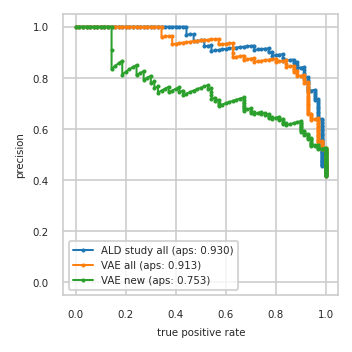 1.0
0.8
0.6
0.4
0.2
0.0
precision
ALD study all (aps: 0.930)
VAE all (aps: 0.913)
VAE new (aps: 0.753)
0.0 0.2 0.4 0.6 0.8 1.0
true positive rate